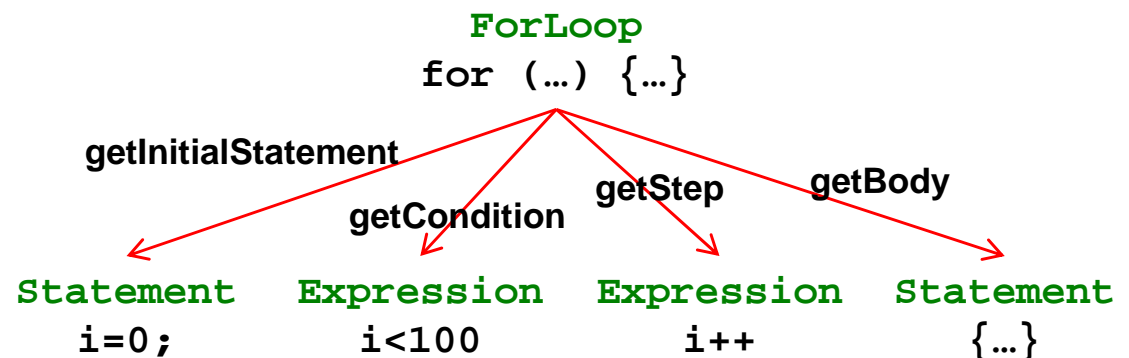 ForLoop
for (…) {…}
getInitialStatement
getCondition
getStep
getBody
Statement Expression Expression Statement
i=0; i<100 i++ {…}